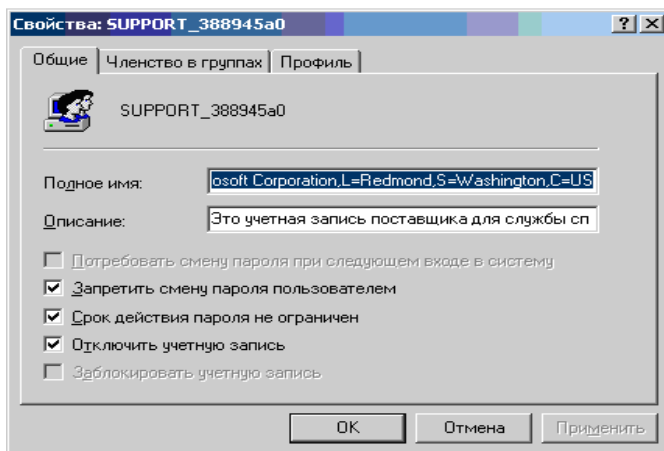 Свойства: SUPPORT_388945a0
Общие Членство в группах Профиль
SUPPORT_388945a0
Полное имя: osoft Corporation,L=Redmond,S=Washington,C=US
Описание: Это учетная запись поставщика для службы сп
Потребовать смену пароля при следующем входе в систему
Запретить смену пароля пользователем
Срок действия пароля не ограничен
Отключить учетную запись
Заблокировать учетную запись
OK Отмена Применить